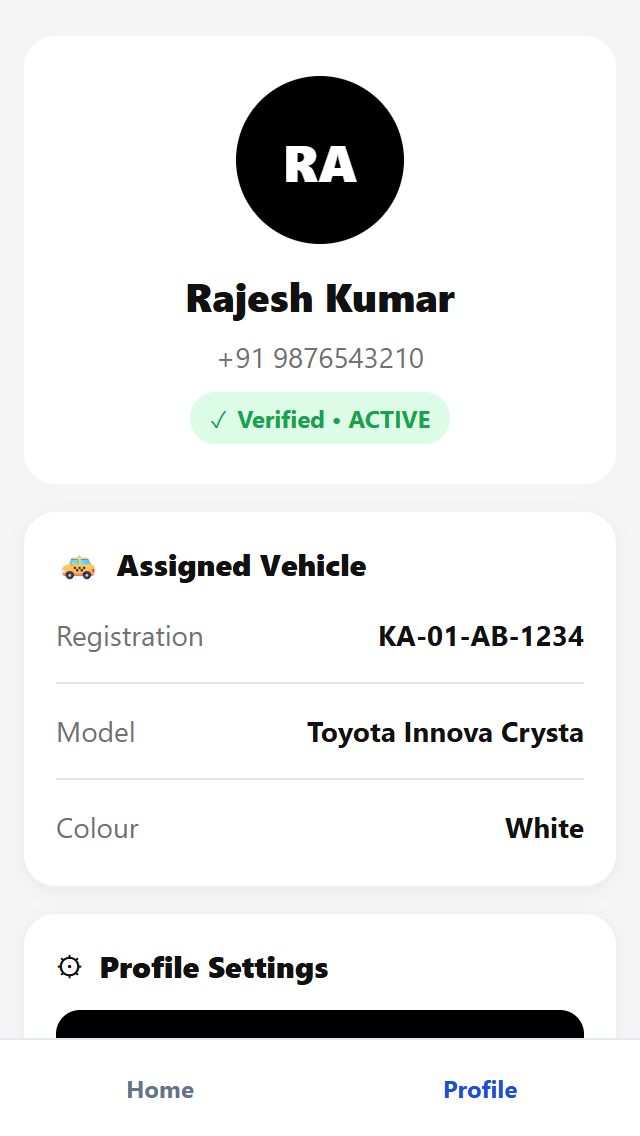 RA
Rajesh Kumar
+91 9876543210
✓ Verified • ACTIVE
🚕 Assigned Vehicle
Registration KA-01-AB-1234
Model Toyota Innova Crysta
Colour White
⚙ Profile Settings
Home Profile